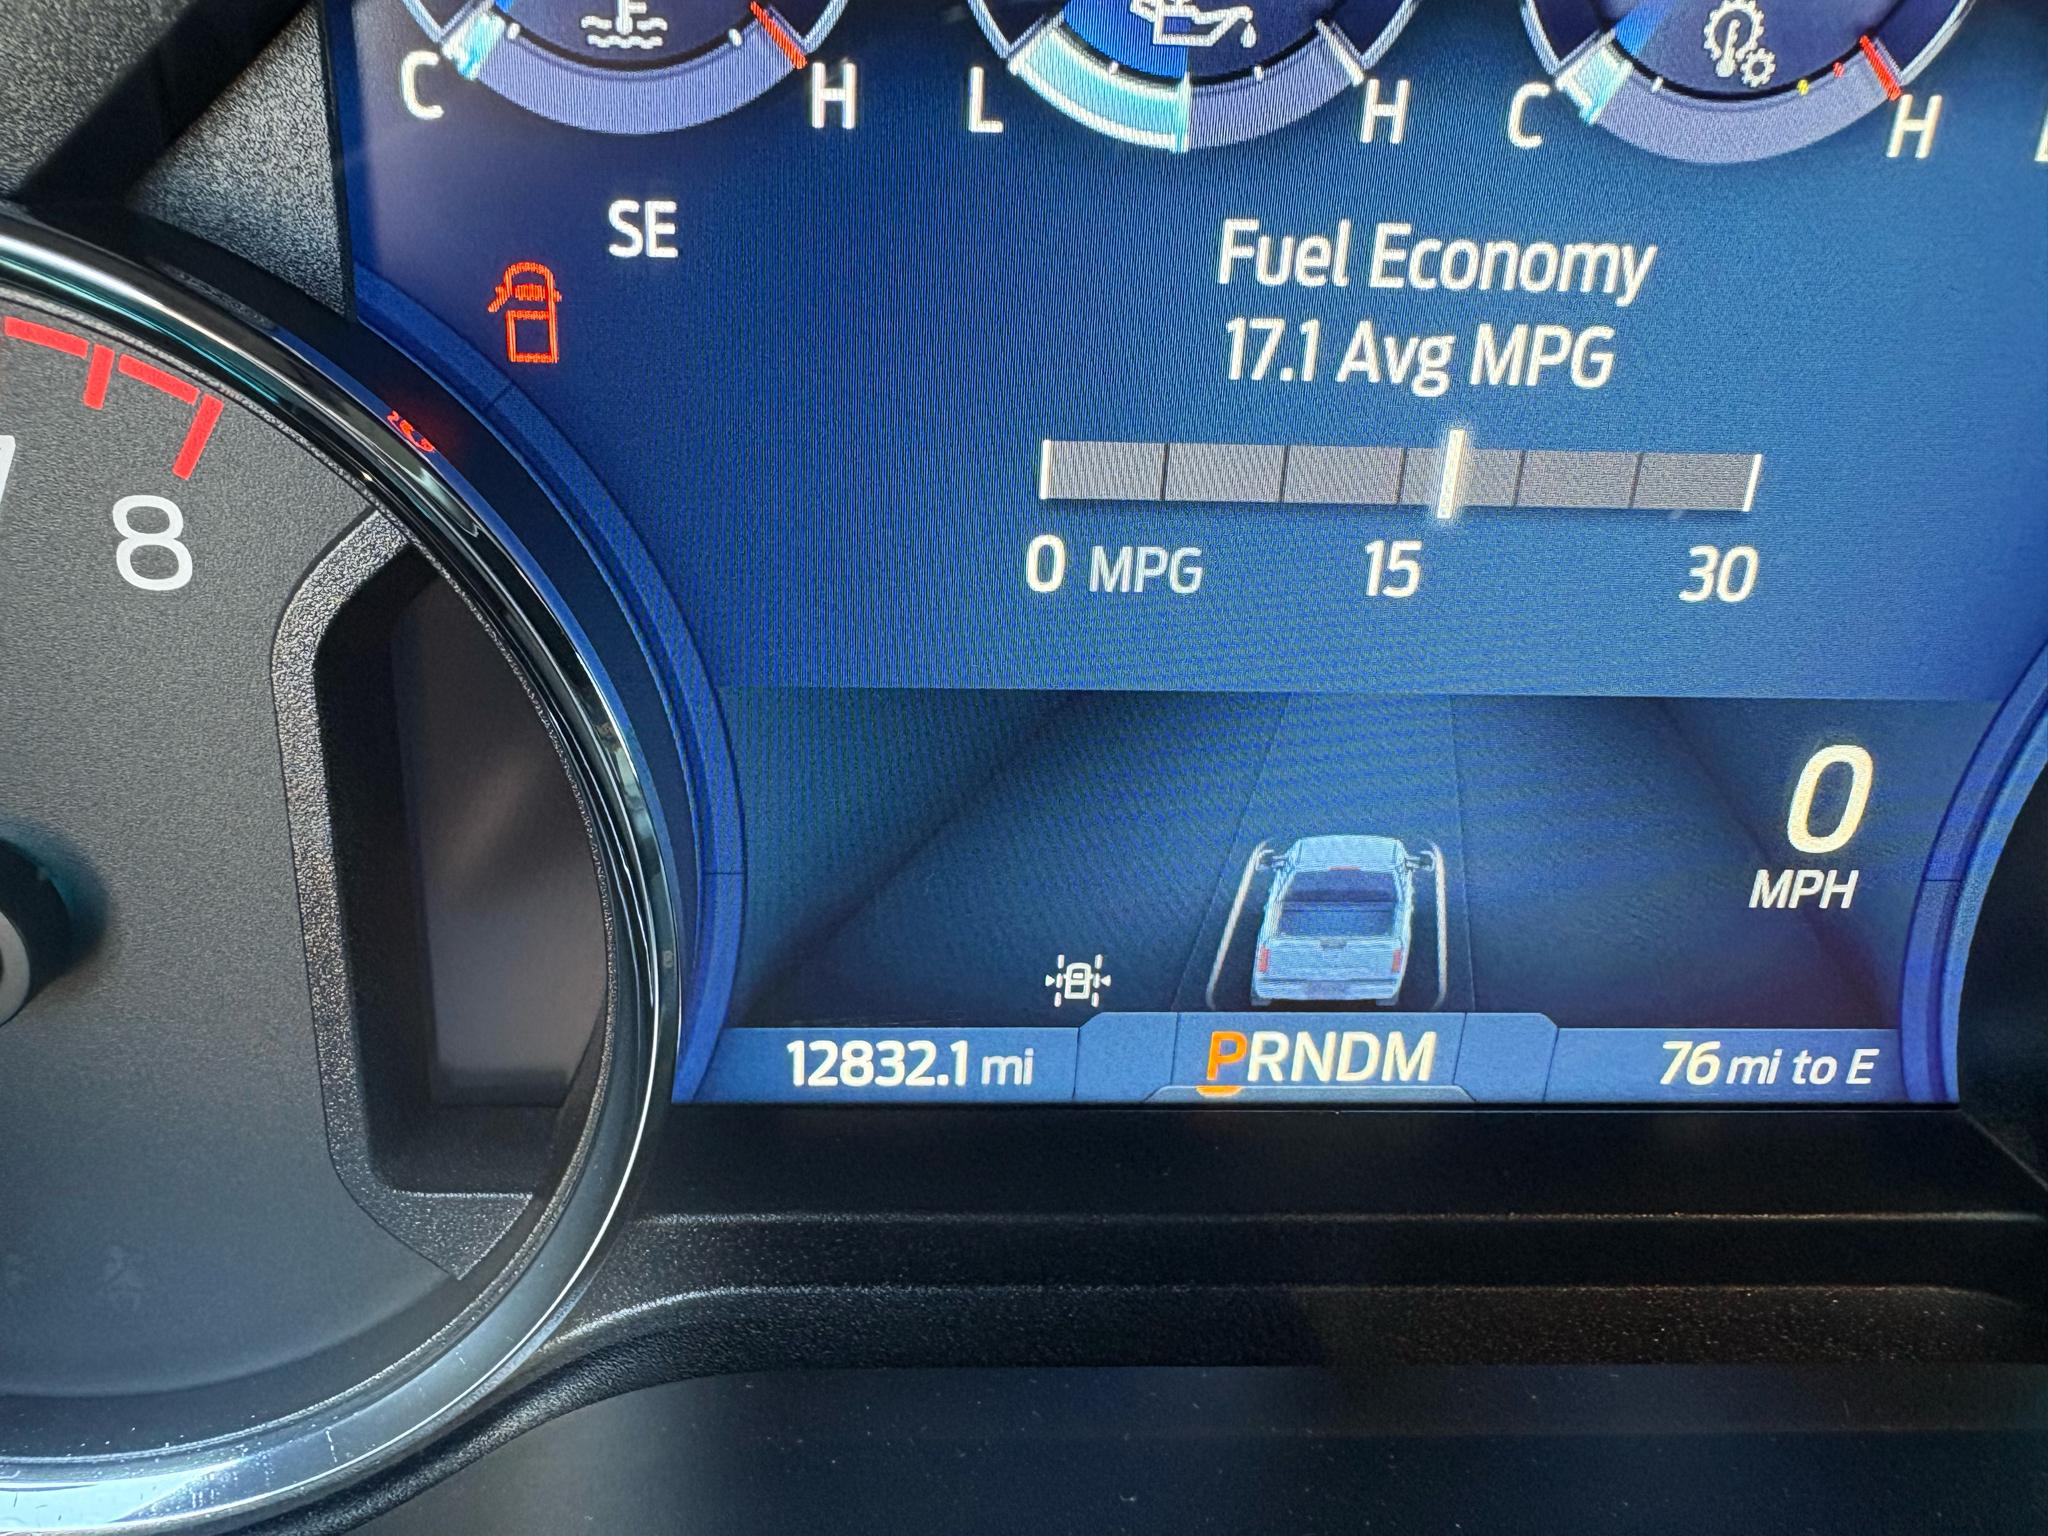 C H L H C H
SE
Fuel Economy
17.1 Avg MPG
0 MPG 15 30
8
0
MPH
12832.1 mi PRNDM 76 mi to E